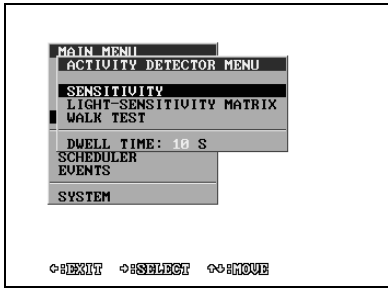 MAIN MENU
ACTIVITY DETECTOR MENU
SENSITIVITY
LIGHT-SENSITIVITY MATRIX
WALK TEST
DWELL TIME: 10 S
SCHEDULER
EVENTS
SYSTEM
←:EXIT →:SELECT ↑↓:MOVE